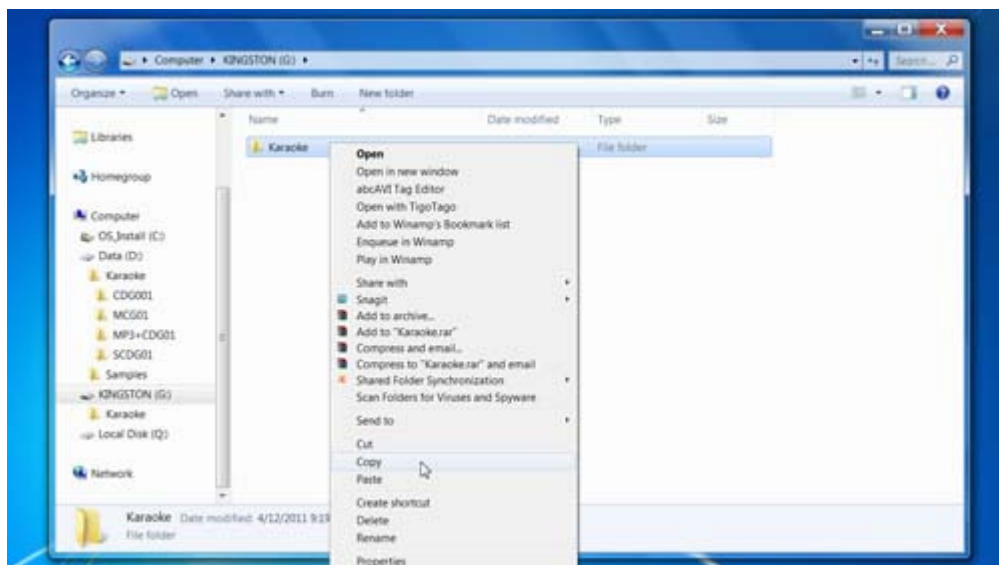 Computer ▸ KINGSTON (G:) ▸
Search...
Organize
Open
Share with
Burn
New folder
Name
Date modified
Type
Size
Libraries
Homegroup
Computer
OS_Install (C:)
Data (D:)
Karaoke
CDG001
MCG01
MP3+CDG01
SCDG01
Samples
KINGSTON (G:)
Karaoke
Local Disk (Q:)
Network
Karaoke
File folder
Open
Open in new window
abcAVI Tag Editor
Open with TigoTago
Add to Winamp's Bookmark list
Enqueue in Winamp
Play in Winamp
Share with
Snagit
Add to archive...
Add to "Karaoke.rar"
Compress and email...
Compress to "Karaoke.rar" and email
Shared Folder Synchronization
Scan Folders for Viruses and Spyware
Send to
Cut
Copy
Paste
Create shortcut
Delete
Rename
Properties
Karaoke Date modified: 4/12/2011 9:19
File folder